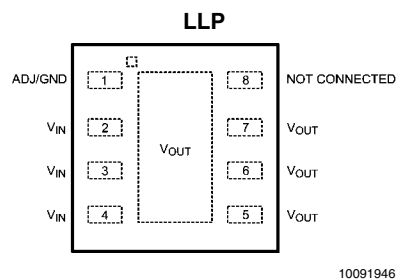 LLP
ADJ/GND 1 8 NOT CONNECTED
VIN 2 7 VOUT
VOUT
VIN 3 6 VOUT
VIN 4 5 VOUT
10091946